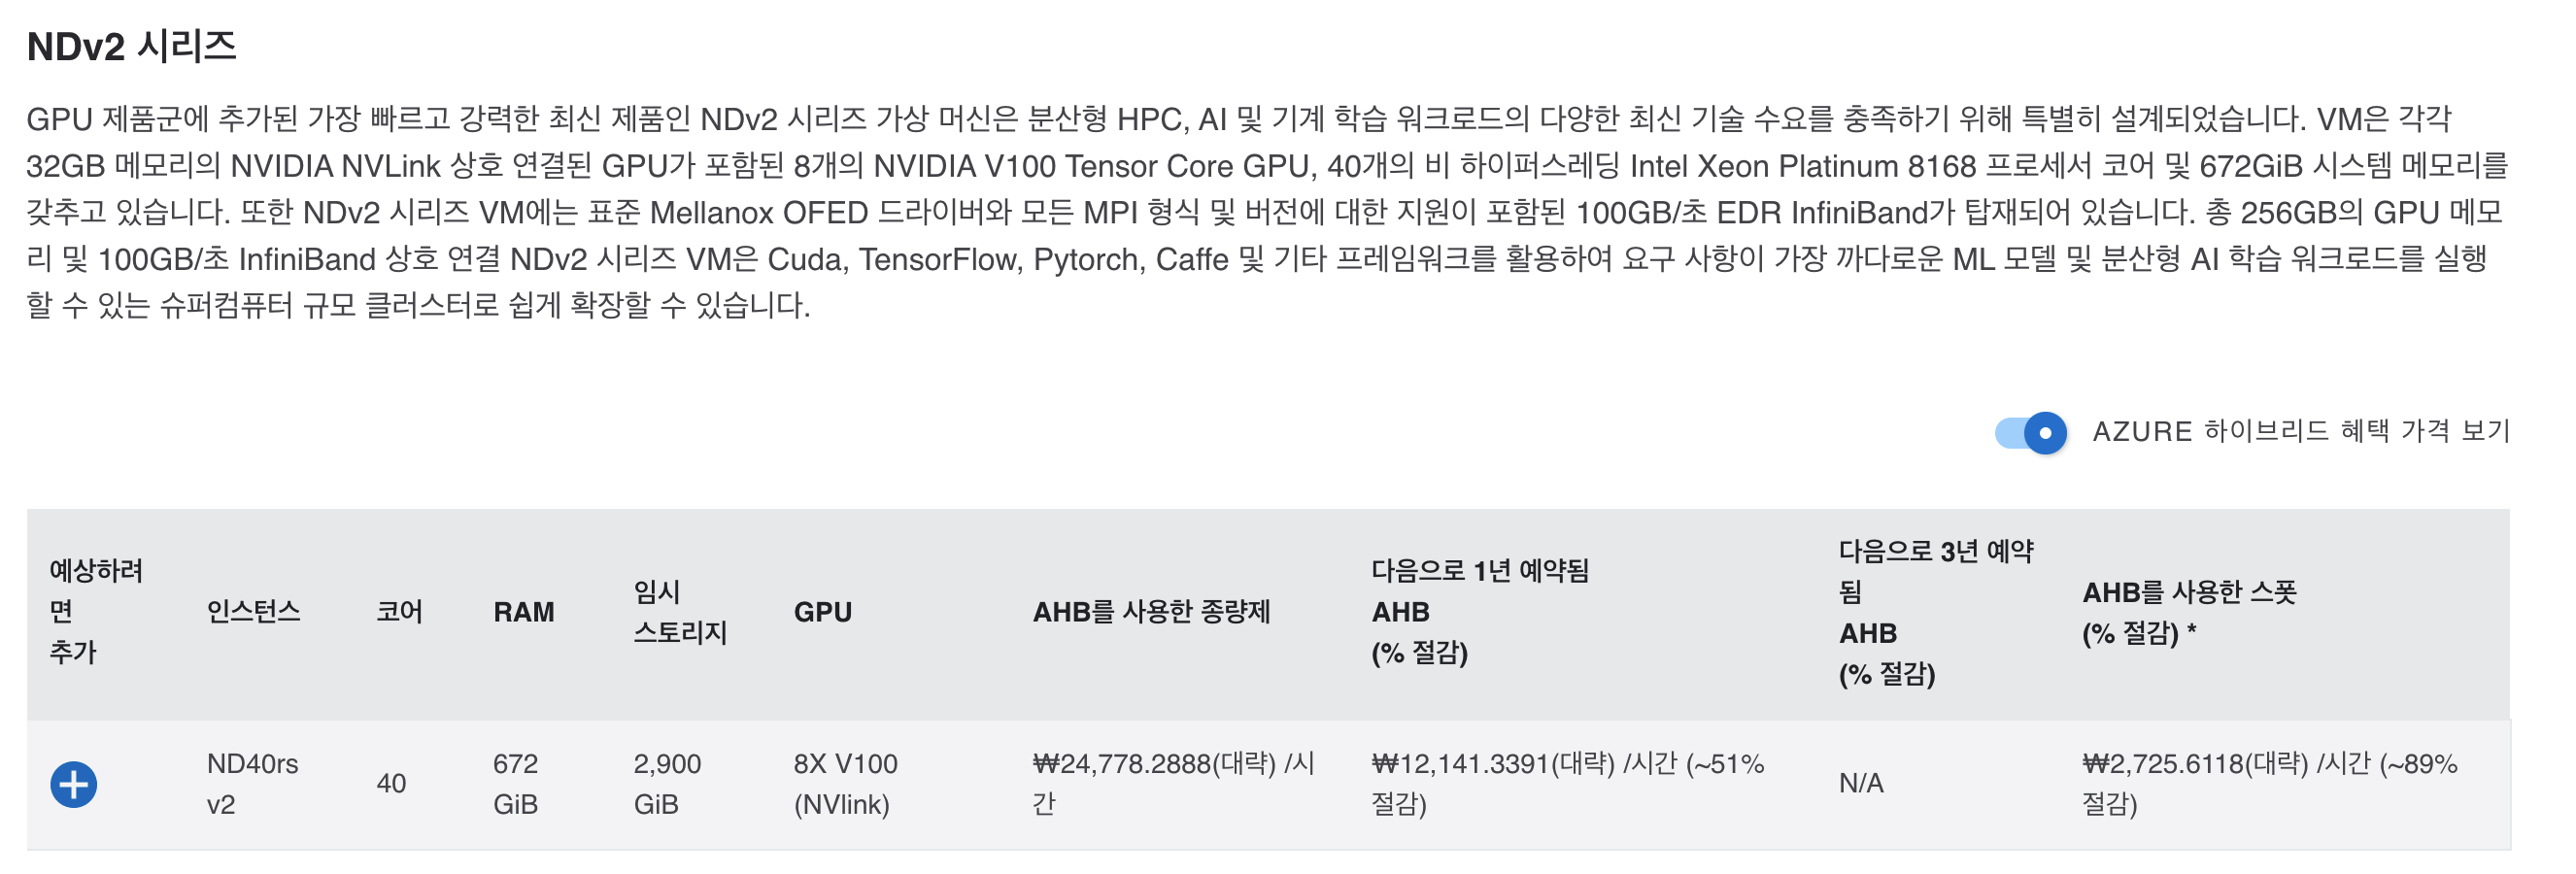 NDv2 시리즈
GPU 제품군에 추가된 가장 빠르고 강력한 최신 제품인 NDv2 시리즈 가상 머신은 분산형 HPC, AI 및 기계 학습 워크로드의 다양한 최신 기술 수요를 충족하기 위해 특별히 설계되었습니다. VM은 각각
32GB 메모리의 NVIDIA NVLink 상호 연결된 GPU가 포함된 8개의 NVIDIA V100 Tensor Core GPU, 40개의 비 하이퍼스레딩 Intel Xeon Platinum 8168 프로세서 코어 및 672GiB 시스템 메모리를
갖추고 있습니다. 또한 NDv2 시리즈 VM에는 표준 Mellanox OFED 드라이버와 모든 MPI 형식 및 버전에 대한 지원이 포함된 100GB/초 EDR InfiniBand가 탑재되어 있습니다. 총 256GB의 GPU 메모
리 및 100GB/초 InfiniBand 상호 연결 NDv2 시리즈 VM은 Cuda, TensorFlow, Pytorch, Caffe 및 기타 프레임워크를 활용하여 요구 사항이 가장 까다로운 ML 모델 및 분산형 AI 학습 워크로드를 실행
할 수 있는 슈퍼컴퓨터 규모 클러스터로 쉽게 확장할 수 있습니다.
AZURE 하이브리드 혜택 가격 보기
예상하려
면
추가
인스턴스
코어
RAM
임시
스토리지
GPU
AHB를 사용한 종량제
다음으로 1년 예약됨
AHB
(% 절감)
다음으로 3년 예약
됨
AHB
(% 절감)
AHB를 사용한 스폿
(% 절감) *
ND40rs
v2
40
672
GiB
2,900
GiB
8X V100
(NVlink)
₩24,778.2888(대략) /시
간
₩12,141.3391(대략) /시간 (~51%
절감)
N/A
₩2,725.6118(대략) /시간 (~89%
절감)